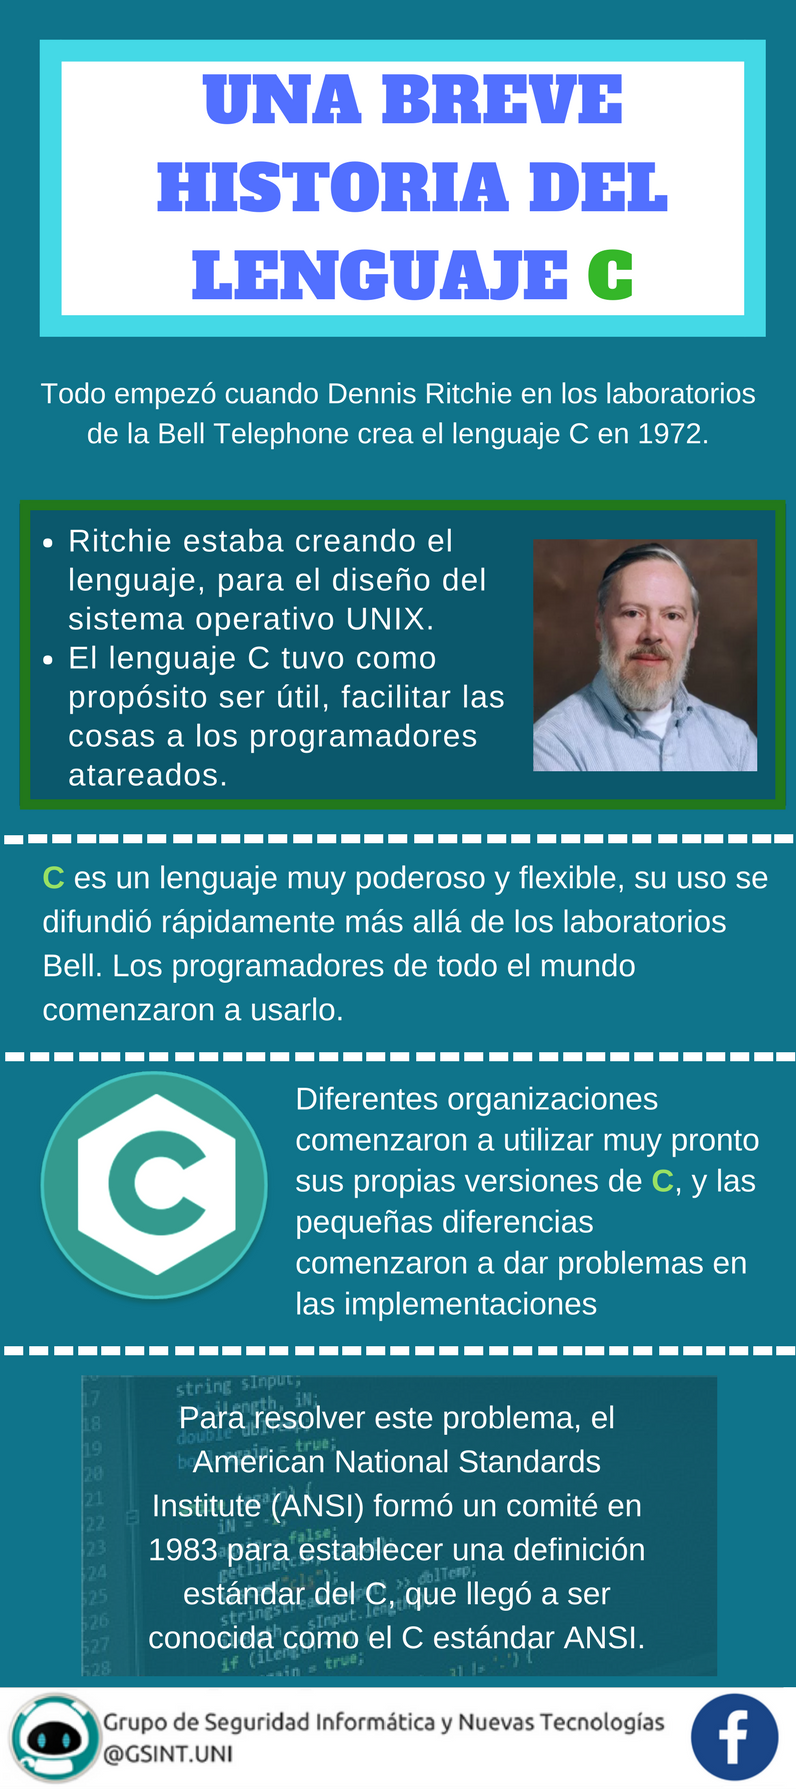 UNA BREVE
HISTORIA DEL
LENGUAJE C
Todo empezó cuando Dennis Ritchie en los laboratorios
de la Bell Telephone crea el lenguaje C en 1972.
• Ritchie estaba creando el
lenguaje, para el diseño del
sistema operativo UNIX.
• El lenguaje C tuvo como
propósito ser útil, facilitar las
cosas a los programadores
atareados.
C es un lenguaje muy poderoso y flexible, su uso se
difundió rápidamente más allá de los laboratorios
Bell. Los programadores de todo el mundo
comenzaron a usarlo.
C
Diferentes organizaciones
comenzaron a utilizar muy pronto
sus propias versiones de C, y las
pequeñas diferencias
comenzaron a dar problemas en
las implementaciones
string sInput;
Para resolver este problema, el
American National Standards
Institute (ANSI) formó un comité en
1983 para establecer una definición
estándar del C, que llegó a ser
conocida como el C estándar ANSI.
Grupo de Seguridad Informática y Nuevas Tecnologías
@GSINT.UNI
f